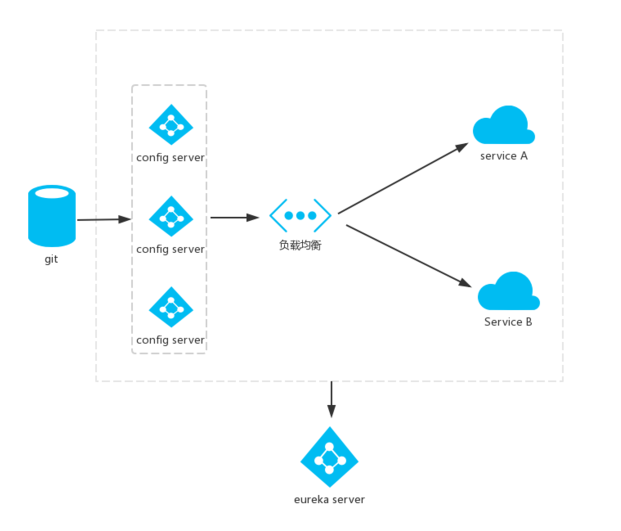 config server
service A
config server
git
负载均衡
Service B
config server
eureka server